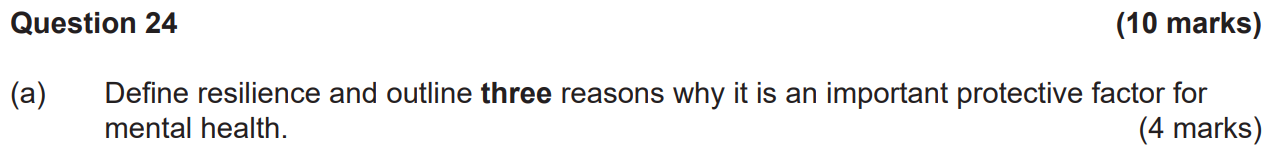 Question 24 (10 marks)
(a) Define resilience and outline three reasons why it is an important protective factor for
mental health. (4 marks)